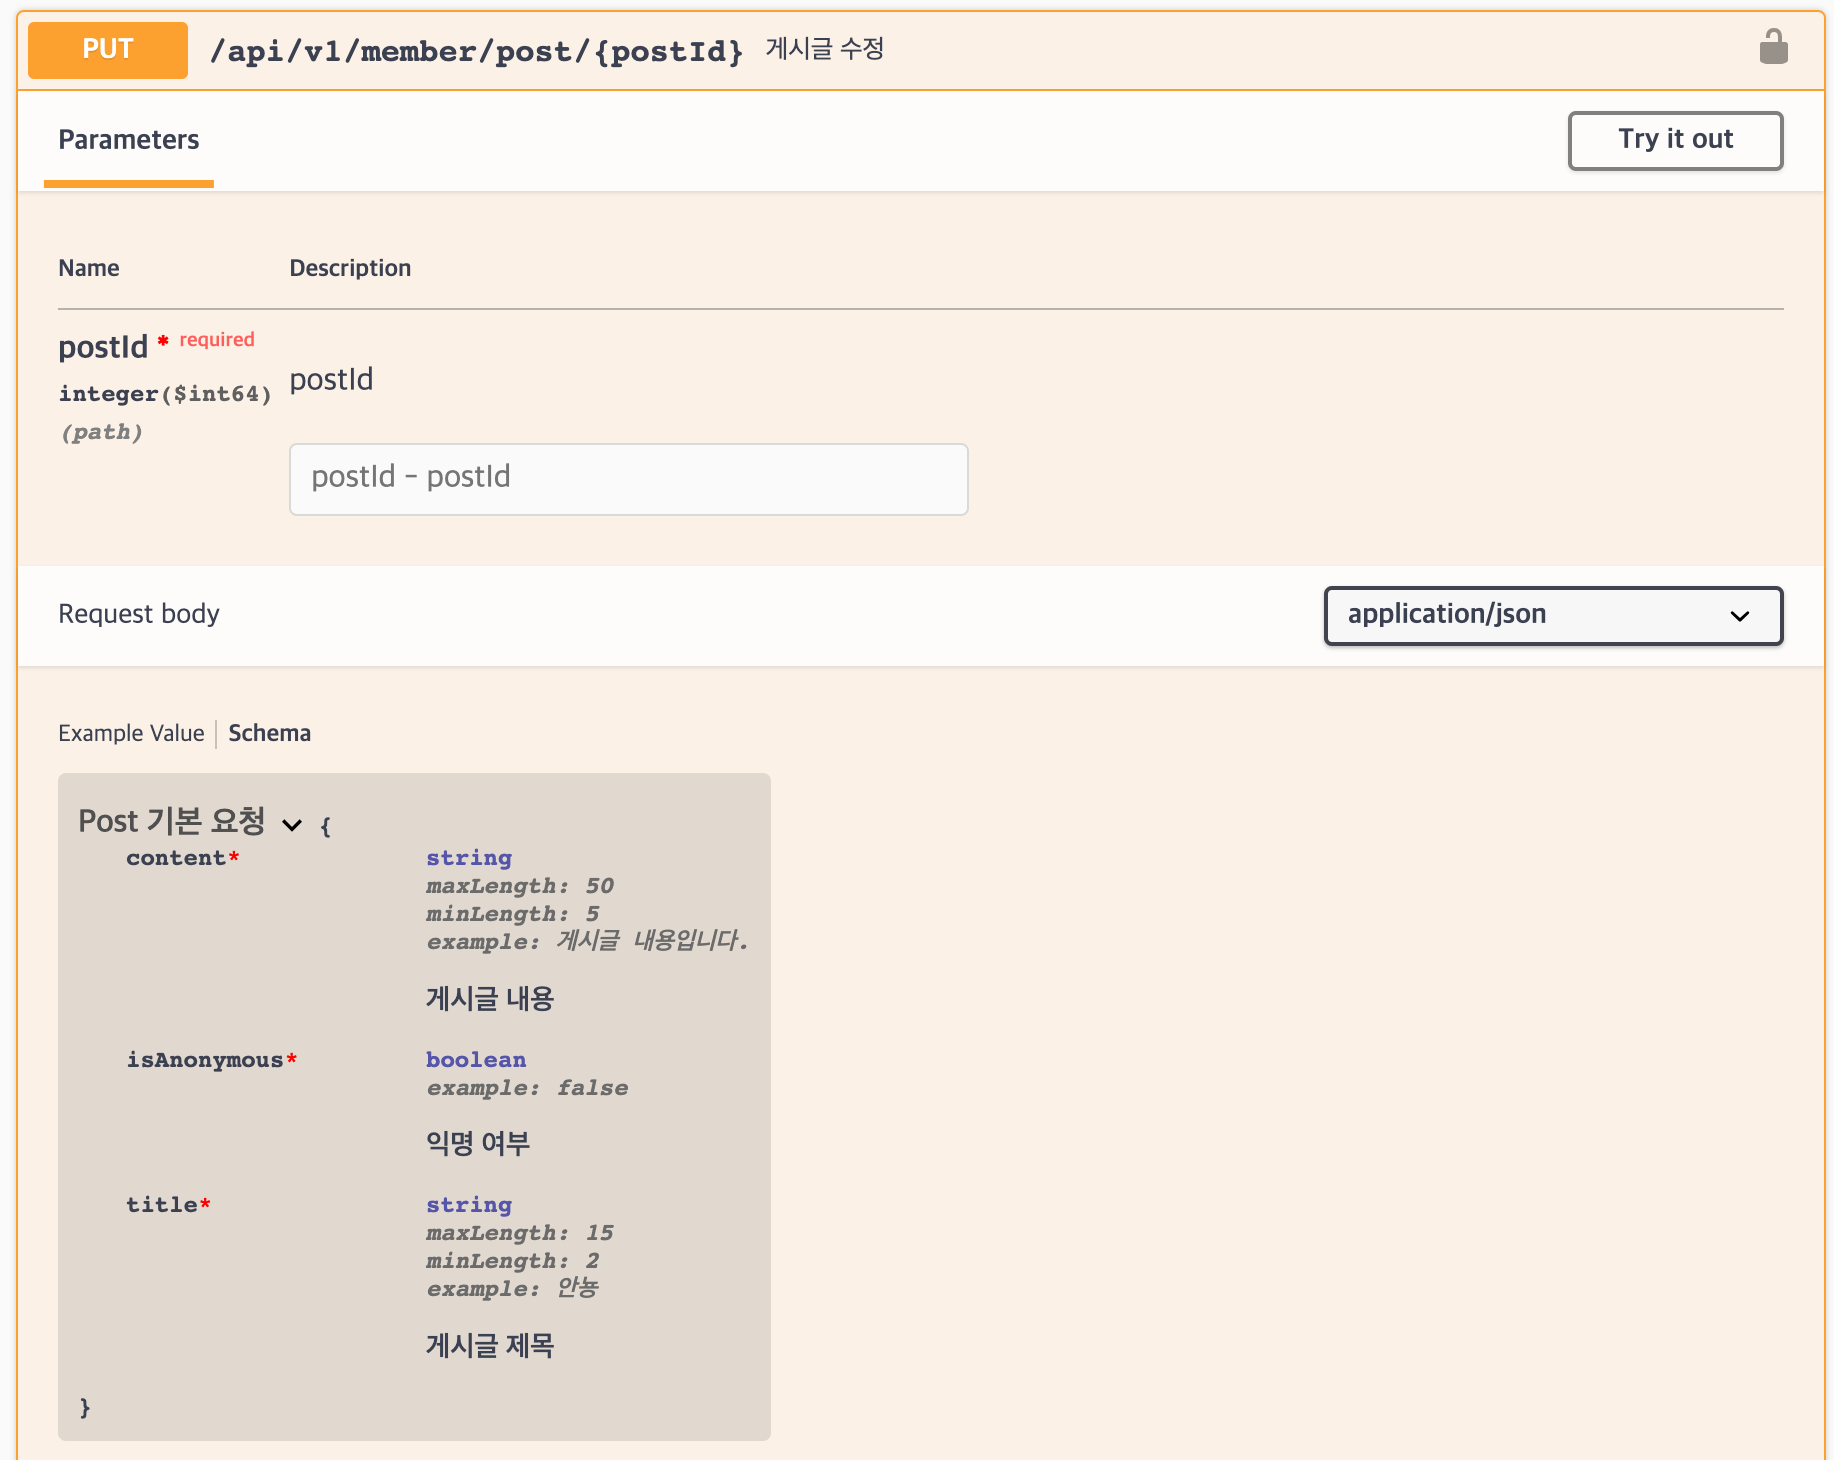 PUT /api/v1/member/post/{postId} 게시글 수정
Parameters
Try it out
Name Description
postId * required
integer($int64)
(path)
postId
postId - postId
Request body
application/json
Example Value Schema
Post 기본 요청 {
content* string
maxLength: 50
minLength: 5
example: 게시글 내용입니다.
게시글 내용
isAnonymous* boolean
example: false
익명 여부
title* string
maxLength: 15
minLength: 2
example: 안뇽
게시글 제목
}